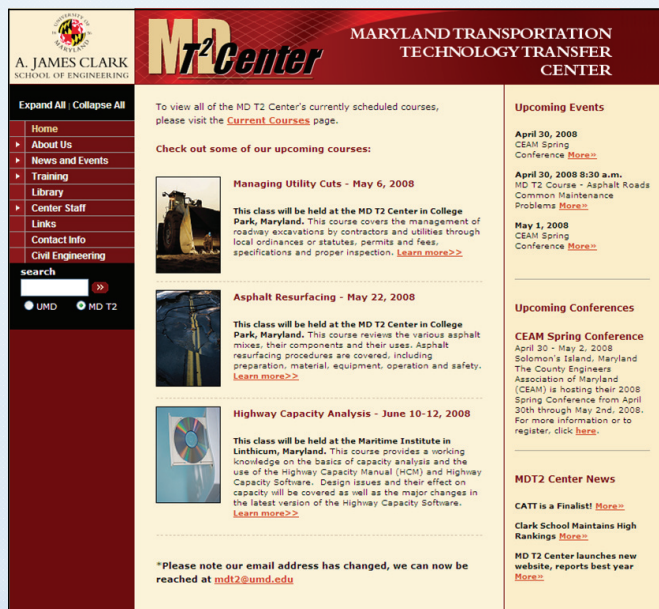 UNIVERSITY OF
MARYLAND
18 56
A. JAMES CLARK
SCHOOL OF ENGINEERING
MD
T2 Center
MARYLAND TRANSPORTATION
TECHNOLOGY TRANSFER
CENTER
Expand All | Collapse All
Home
About Us
News and Events
Training
Library
Center Staff
Links
Contact Info
Civil Engineering
search
»
UMD MD T2
To view all of the MD T2 Center's currently scheduled courses,
please visit the Current Courses page.
Check out some of our upcoming courses:
Managing Utility Cuts - May 6, 2008
This class will be held at the MD T2 Center in College
Park, Maryland. This course covers the management of
roadway excavations by contractors and utilities through
local ordinances or statutes, permits and fees,
specifications and proper inspection. Learn more>>
Asphalt Resurfacing - May 22, 2008
This class will be held at the MD T2 Center in College
Park, Maryland. This course reviews the various asphalt
mixes, their components and their uses. Asphalt
resurfacing procedures are covered, including
preparation, material, equipment, operation and safety.
Learn more>>
Highway Capacity Analysis - June 10-12, 2008
This class will be held at the Maritime Institute in
Linthicum, Maryland. This course provides a working
knowledge on the basics of capacity analysis and the
use of the Highway Capacity Manual (HCM) and Highway
Capacity Software. Design issues and their effect on
capacity will be covered as well as the major changes in
the latest version of the Highway Capacity Software.
Learn more>>
*Please note our email address has changed, we can now be
reached at mdt2@umd.edu
Upcoming Events
April 30, 2008
CEAM Spring
Conference More»
April 30, 2008 8:30 a.m.
MD T2 Course - Asphalt Roads
Common Maintenance
Problems More»
May 1, 2008
CEAM Spring
Conference More»
Upcoming Conferences
CEAM Spring Conference
April 30 - May 2, 2008
Solomon's Island, Maryland
The County Engineers
Association of Maryland
(CEAM) is hosting their 2008
Spring Conference from April
30th through May 2nd, 2008.
For more information or to
register, click here.
MDT2 Center News
CATT is a Finalist! More»
Clark School Maintains High
Rankings More»
MD T2 Center launches new
website, reports best year
More»